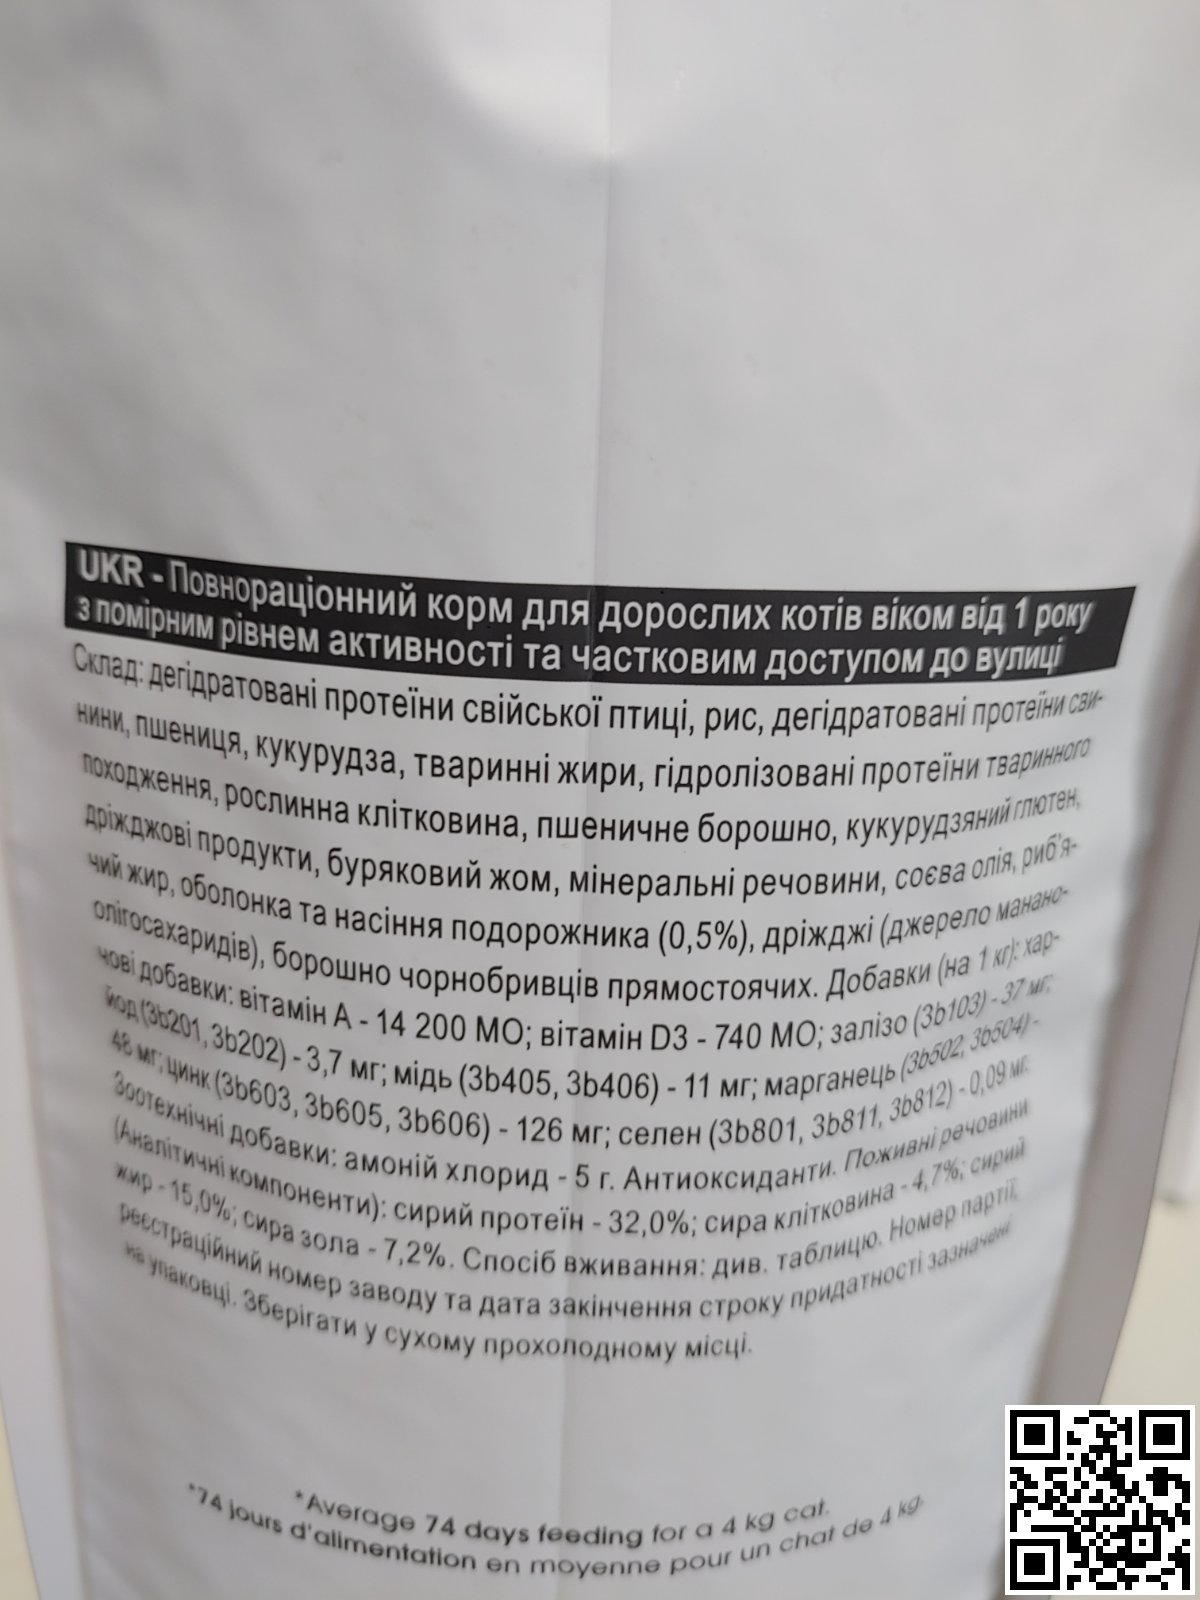 UKR - Повнораціонний корм для дорослих котів віком від 1 року
з помірним рівнем активності та частковим доступом до вулиці
Склад: дегідратовані протеїни свійської птиці, рис, дегідратовані протеїни сви-
нини, пшениця, кукурудза, тваринні жири, гідролізовані протеїни тваринного
походження, рослинна клітковина, пшеничне борошно, кукурудзяний глютен,
дріжджові продукти, буряковий жом, мінеральні речовини, соєва олія, риб'я-
чий жир, оболонка та насіння подорожника (0,5%), дріжджі (джерело манано-
олігосахаридів), борошно чорнобривців прямостоячих. Добавки (на 1 кг): хар-
чові добавки: вітамін А - 14 200 МО; вітамін D3 - 740 МО; залізо (3b103) - 37 мг;
йод (3b201, 3b202) - 3,7 мг; мідь (3b405, 3b406) - 11 мг; марганець (3b502, 3b504) -
48 мг; цинк (3b603, 3b605, 3b606) - 126 мг; селен (3b801, 3b811, 3b812) - 0,09 мг.
Зоотехнічні добавки: амоній хлорид - 5 г. Антиоксиданти. Поживні речовини
(Аналітичні компоненти): сирий протеїн - 32,0%; сира клітковина - 4,7%; сирий
жир - 15,0%; сира зола - 7,2%. Спосіб вживання: див. таблицю. Номер партії,
реєстраційний номер заводу та дата закінчення строку придатності зазначені
на упаковці. Зберігати у сухому прохолодному місці.
*Average 74 days feeding for a 4 kg cat.
*74 jours d'alimentation en moyenne pour un chat de 4 kg.